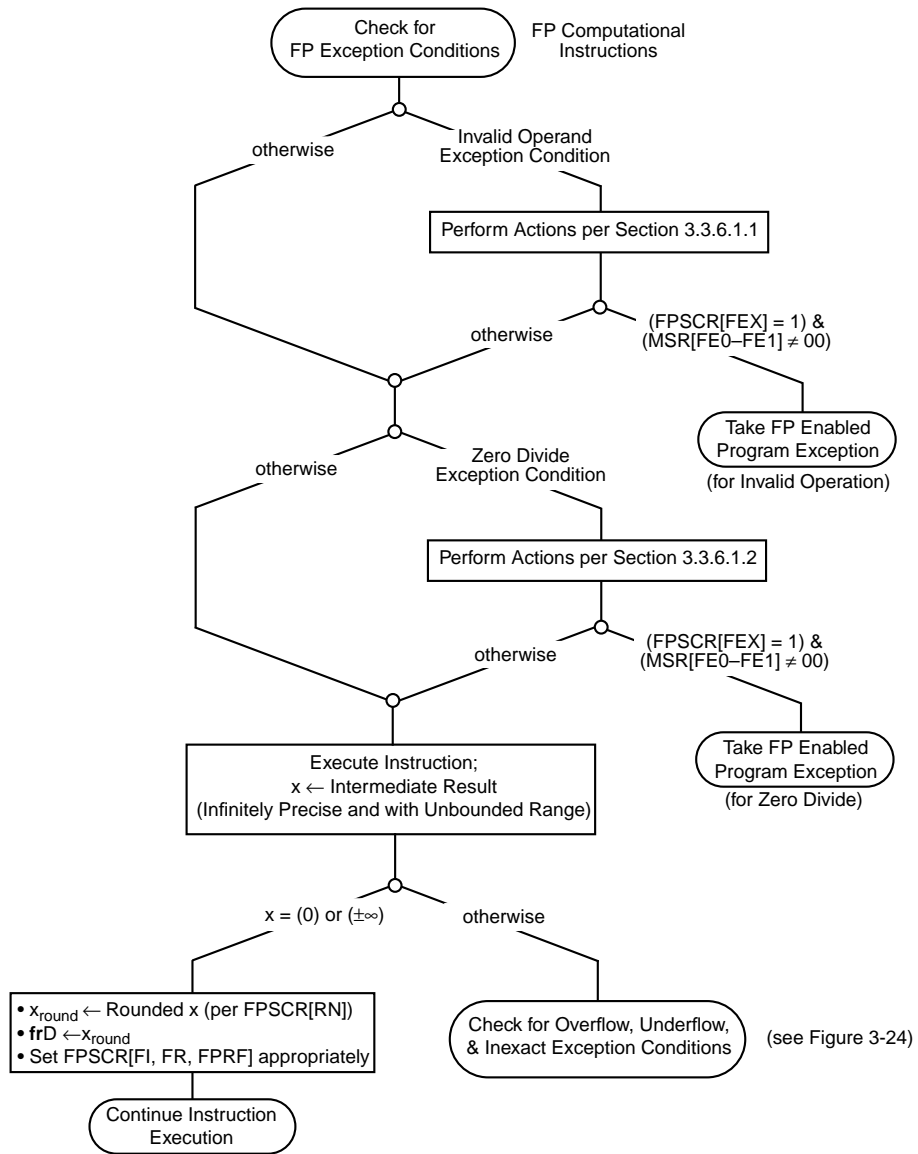 Check for
FP Exception Conditions
FP Computational
Instructions
otherwise
Invalid Operand
Exception Condition
Perform Actions per Section 3.3.6.1.1
otherwise
(FPSCR[FEX] = 1) &
(MSR[FE0–FE1] ≠ 00)
Take FP Enabled
Program Exception
(for Invalid Operation)
otherwise
Zero Divide
Exception Condition
Perform Actions per Section 3.3.6.1.2
otherwise
(FPSCR[FEX] = 1) &
(MSR[FE0–FE1] ≠ 00)
Take FP Enabled
Program Exception
(for Zero Divide)
Execute Instruction;
x ← Intermediate Result
(Infinitely Precise and with Unbounded Range)
x = (0) or (±∞)
otherwise
• xround ← Rounded x (per FPSCR[RN])
• frD ←xround
• Set FPSCR[FI, FR, FPRF] appropriately
Check for Overflow, Underflow,
& Inexact Exception Conditions
(see Figure 3-24)
Continue Instruction
Execution